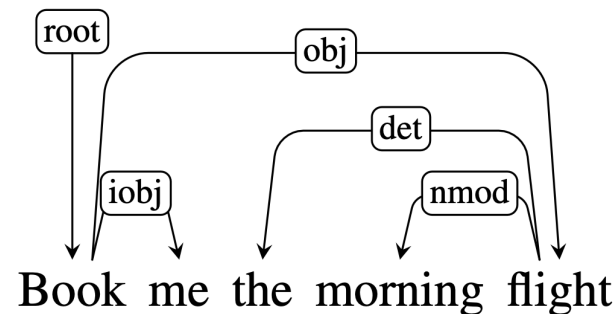 root
obj
det
iobj
nmod
Book me the morning flight